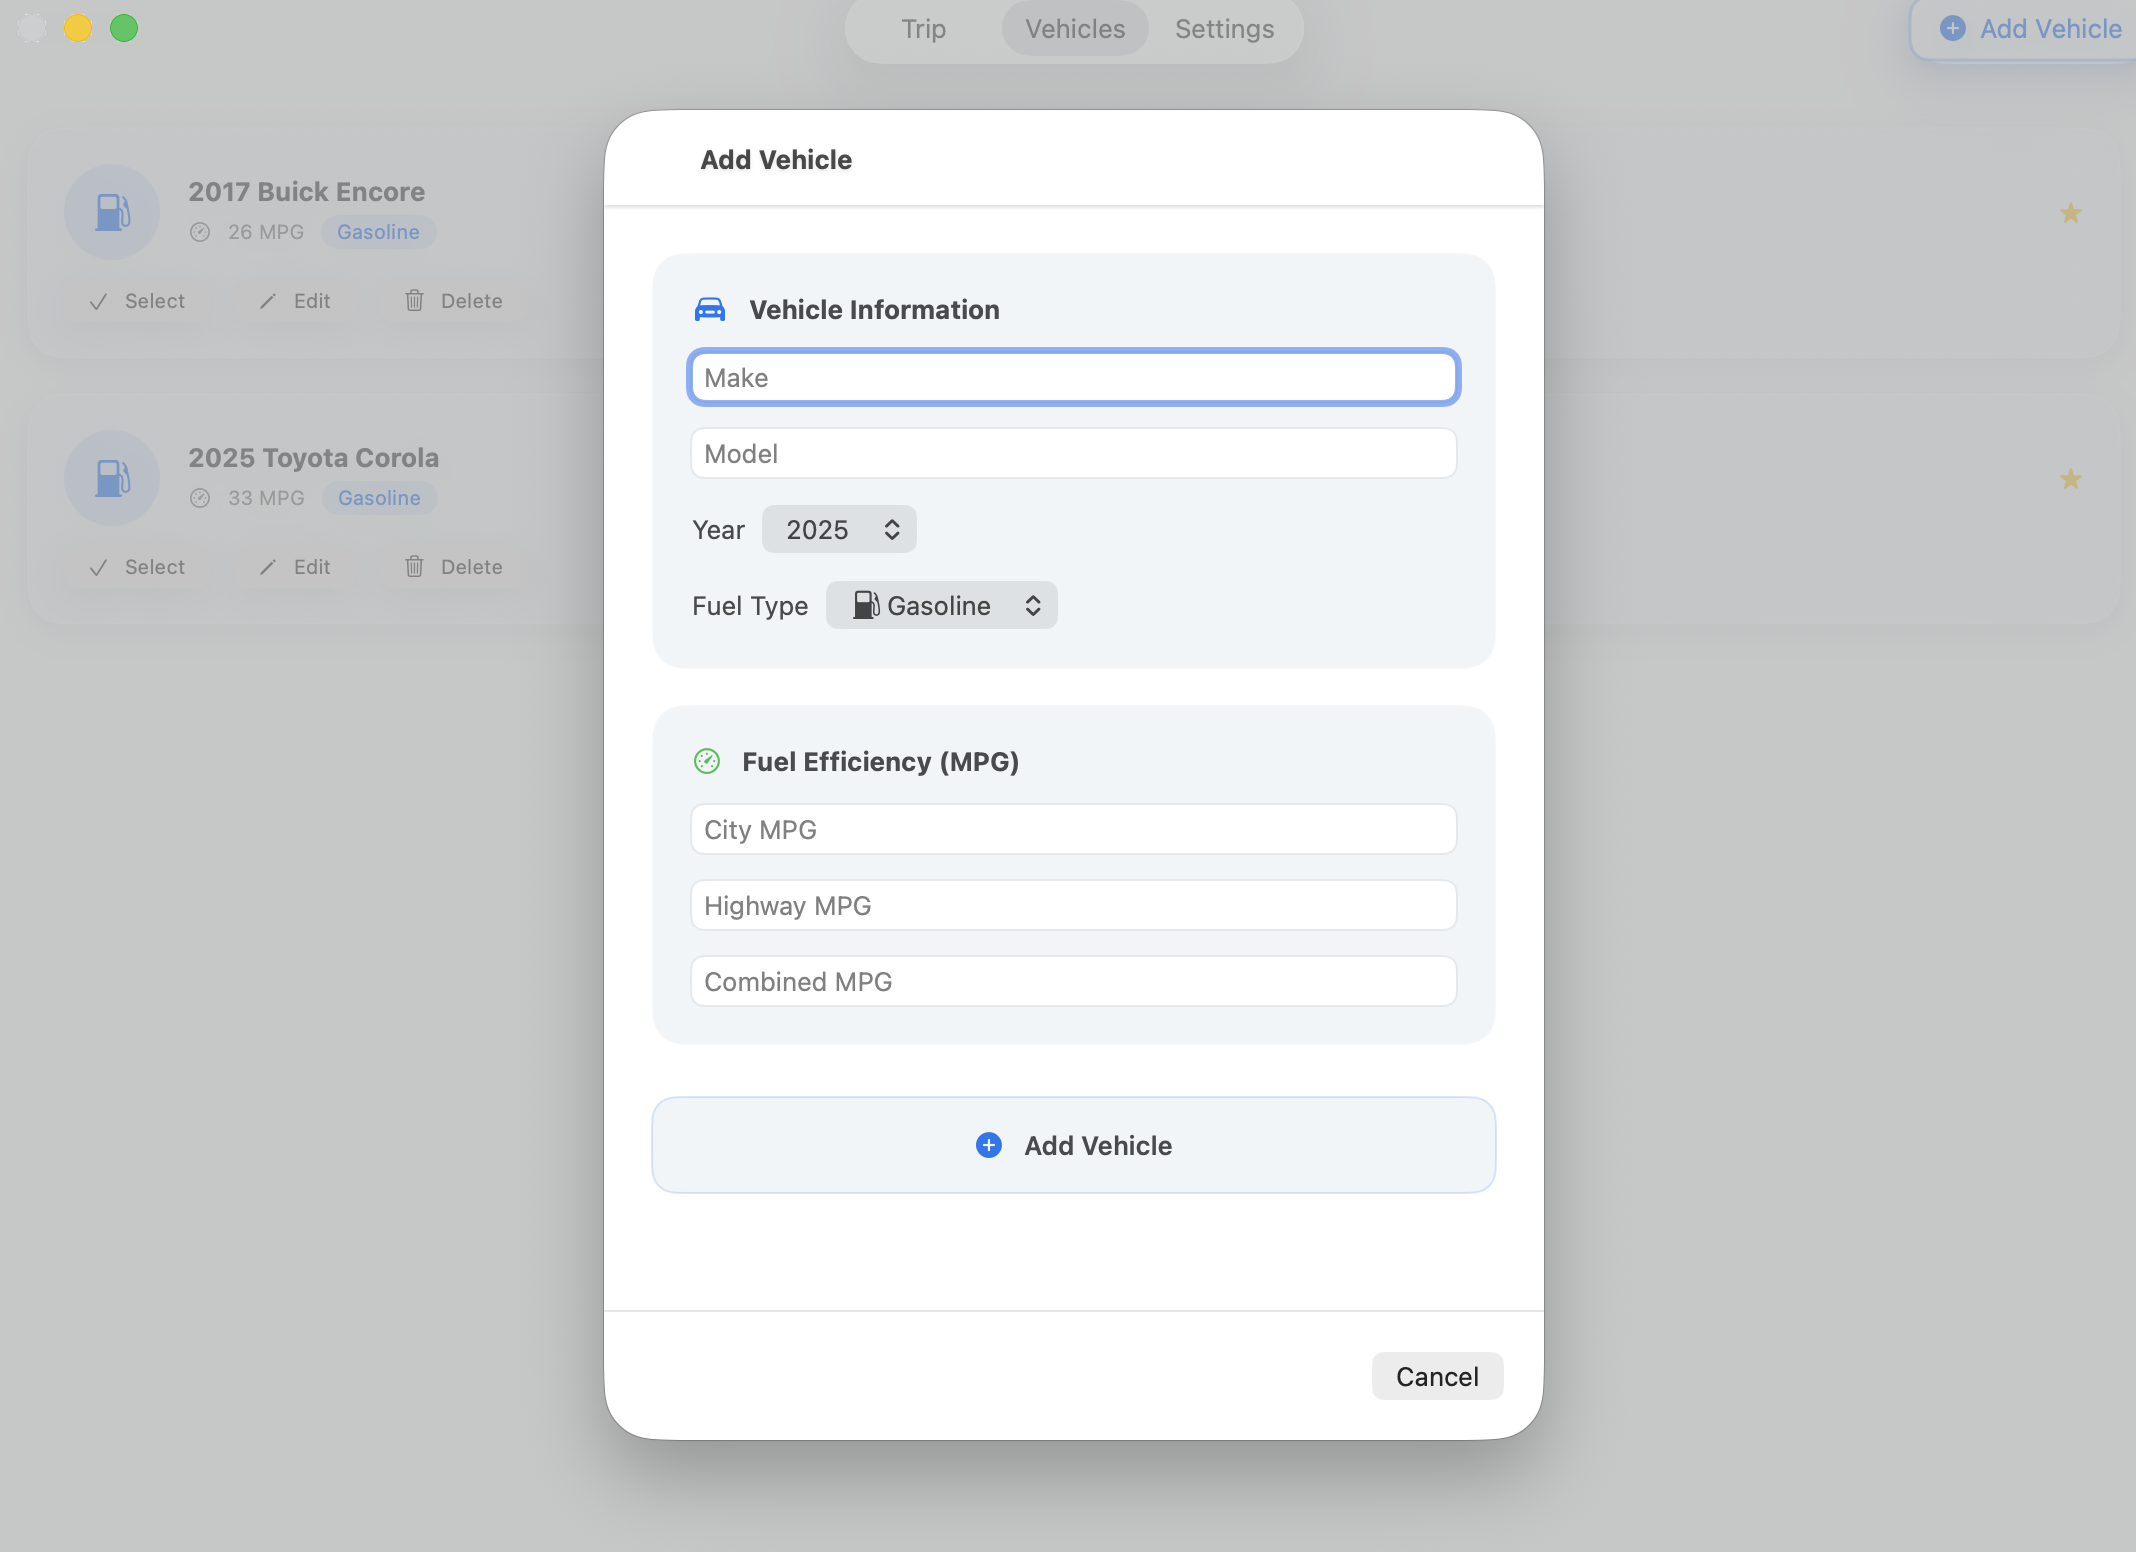 Trip Vehicles Settings
Add Vehicle
2017 Buick Encore
26 MPG Gasoline
Select Edit Delete
2025 Toyota Corola
33 MPG Gasoline
Select Edit Delete
Add Vehicle
Vehicle Information
Make
Model
Year 2025
Fuel Type Gasoline
Fuel Efficiency (MPG)
City MPG
Highway MPG
Combined MPG
Add Vehicle
Cancel